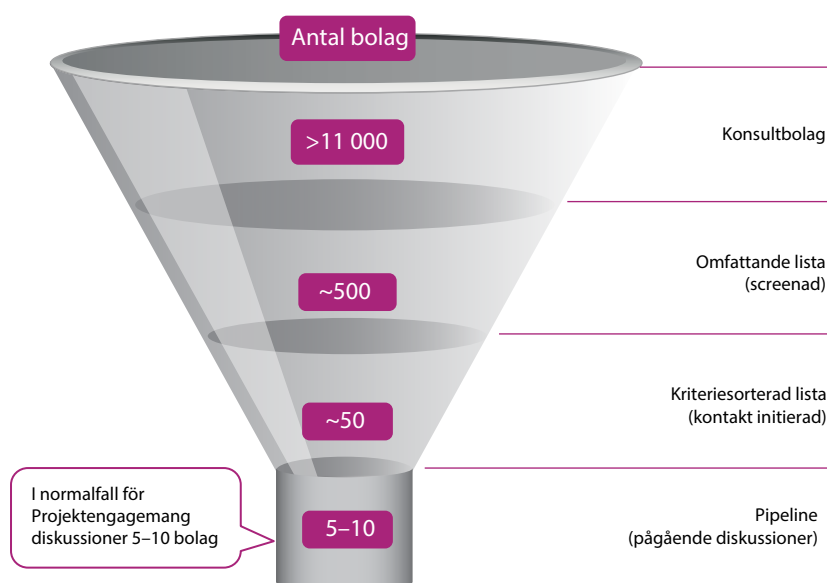 Antal bolag
>11 000
Konsultbolag
~500
Omfattande lista
(screenad)
~50
Kriteriesorterad lista
(kontakt initierad)
I normalfall för
Projektengagemang
diskussioner 5–10 bolag
5–10
Pipeline
(pågående diskussioner)